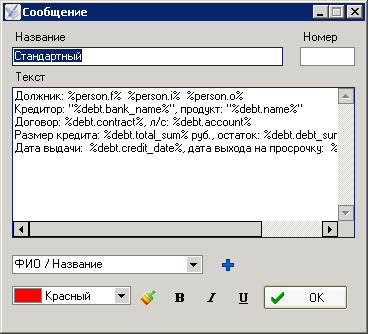 Сообщение
Название Номер
Стандартный
Текст
Должник: %person.f% %person.i% %person.o%
Кредитор: "%debt.bank_name%", продукт: "%debt.name%"
Договор: %debt.contract%, л/с: %debt.account%
Размер кредита: %debt.total_sum% руб., остаток: %debt.debt_sur
Дата выдачи: %debt.credit_date%, дата выхода на просрочку: %
ФИО / Название
Красный B I U OK